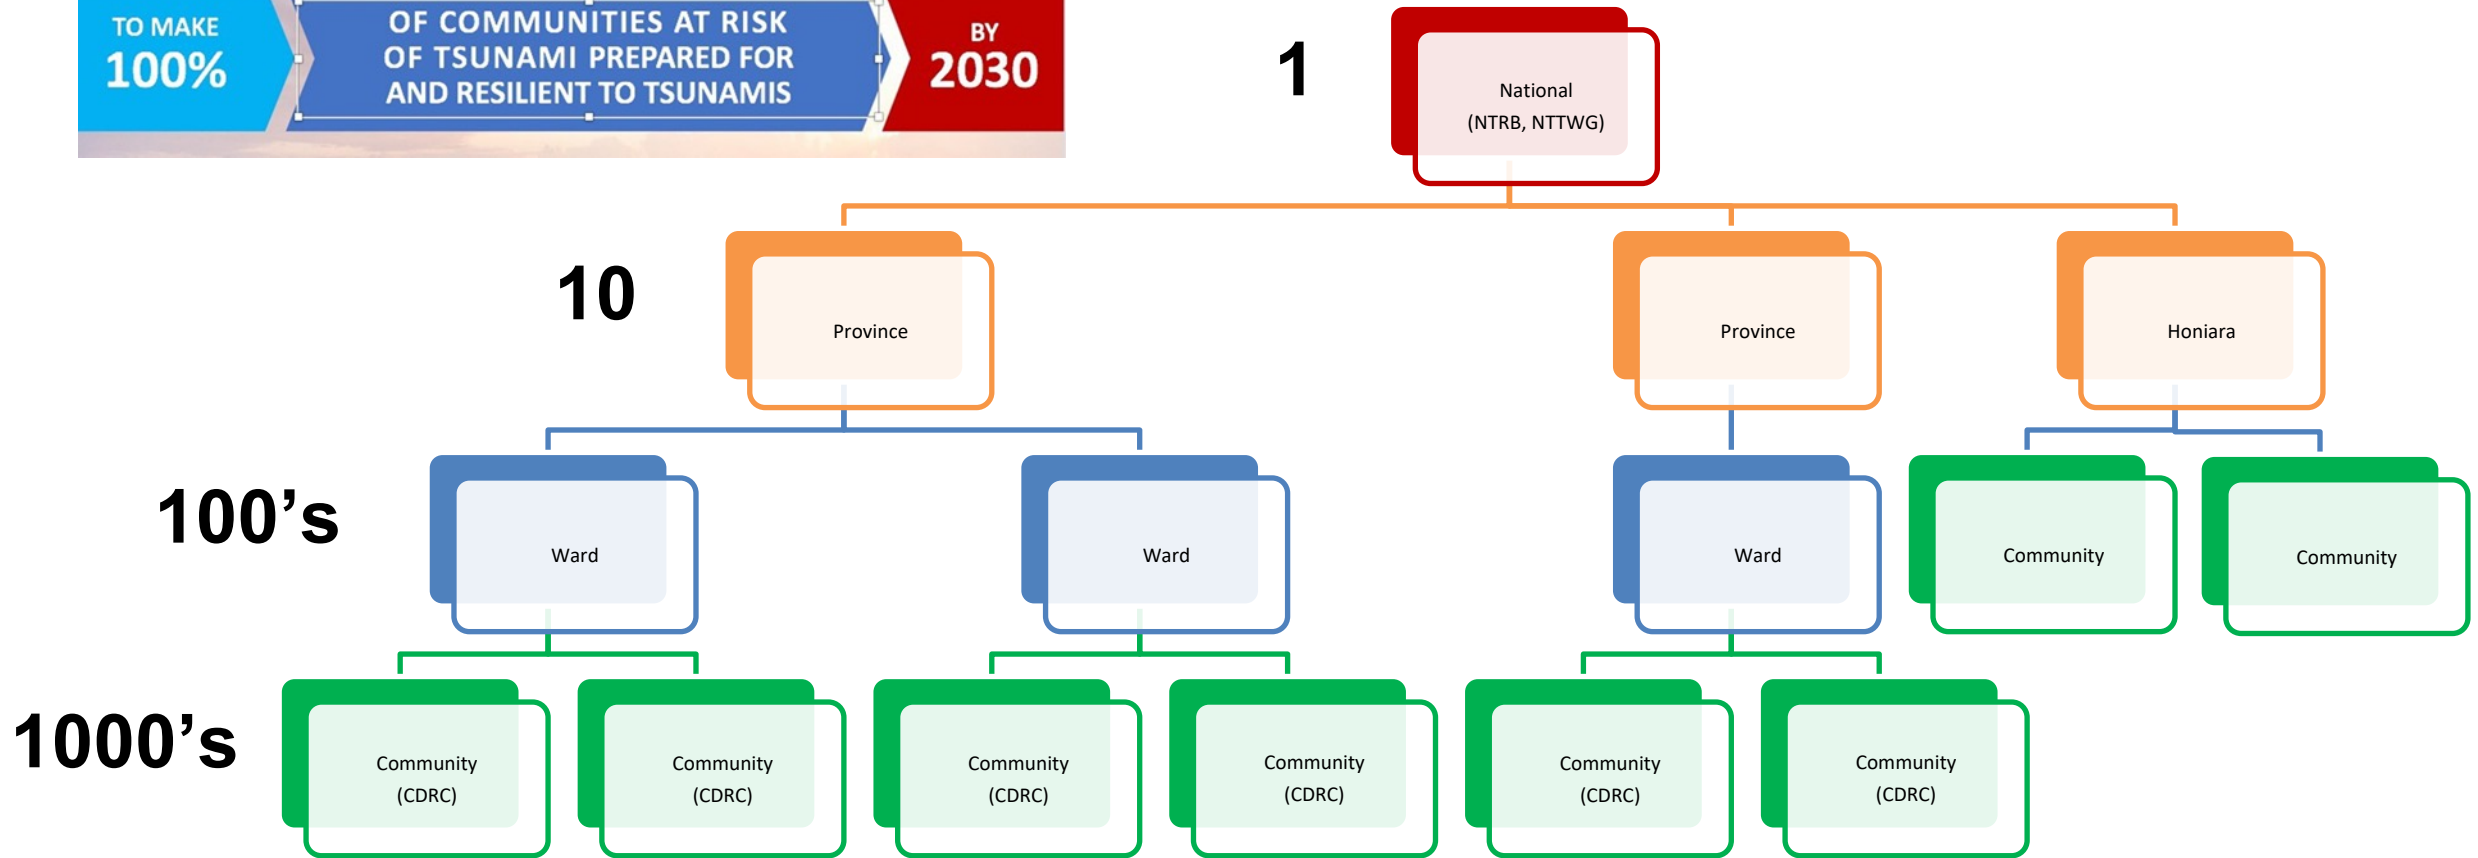 TO MAKE
100%
OF COMMUNITIES AT RISK
OF TSUNAMI PREPARED FOR
AND RESILIENT TO TSUNAMIS
BY
2030
1
National
(NTRB, NTTWG)
10
Province
Province
Honiara
100’s
Ward
Ward
Ward
Community
Community
1000’s
Community
(CDRC)
Community
(CDRC)
Community
(CDRC)
Community
(CDRC)
Community
(CDRC)
Community
(CDRC)